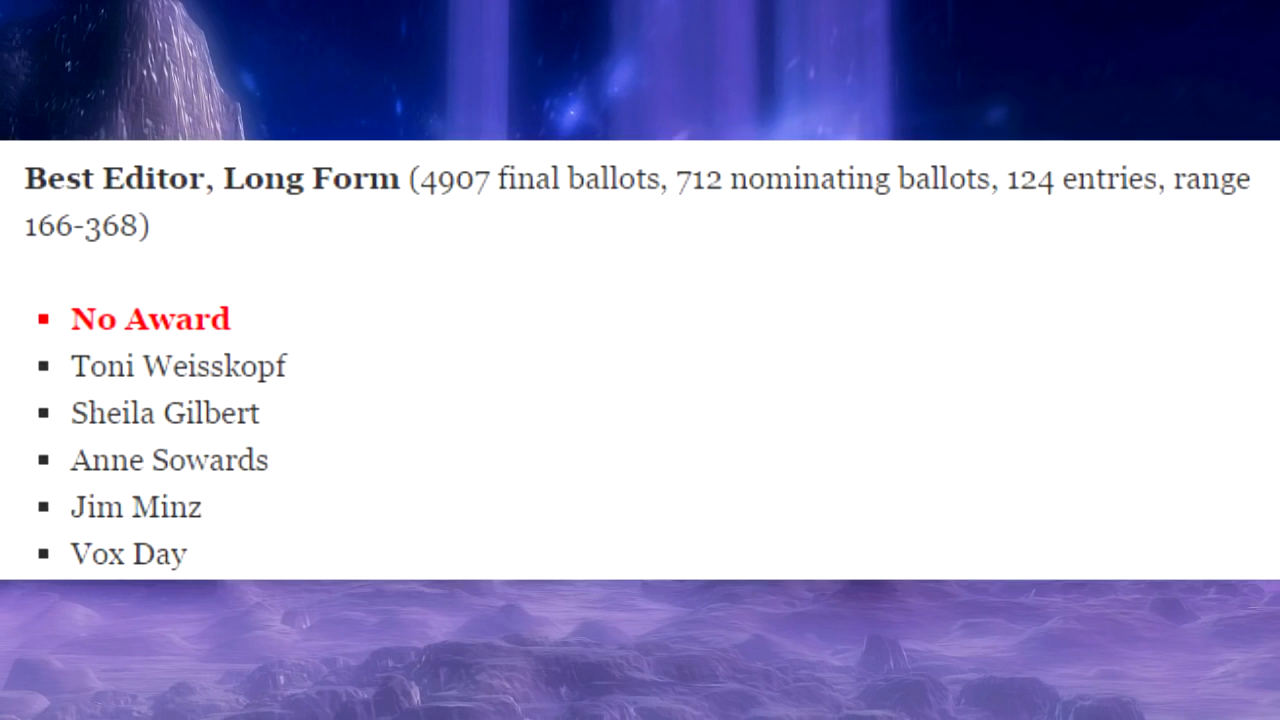 Best Editor, Long Form (4907 final ballots, 712 nominating ballots, 124 entries, range
166-368)
▪ No Award
▪ Toni Weisskopf
▪ Sheila Gilbert
▪ Anne Sowards
▪ Jim Minz
▪ Vox Day